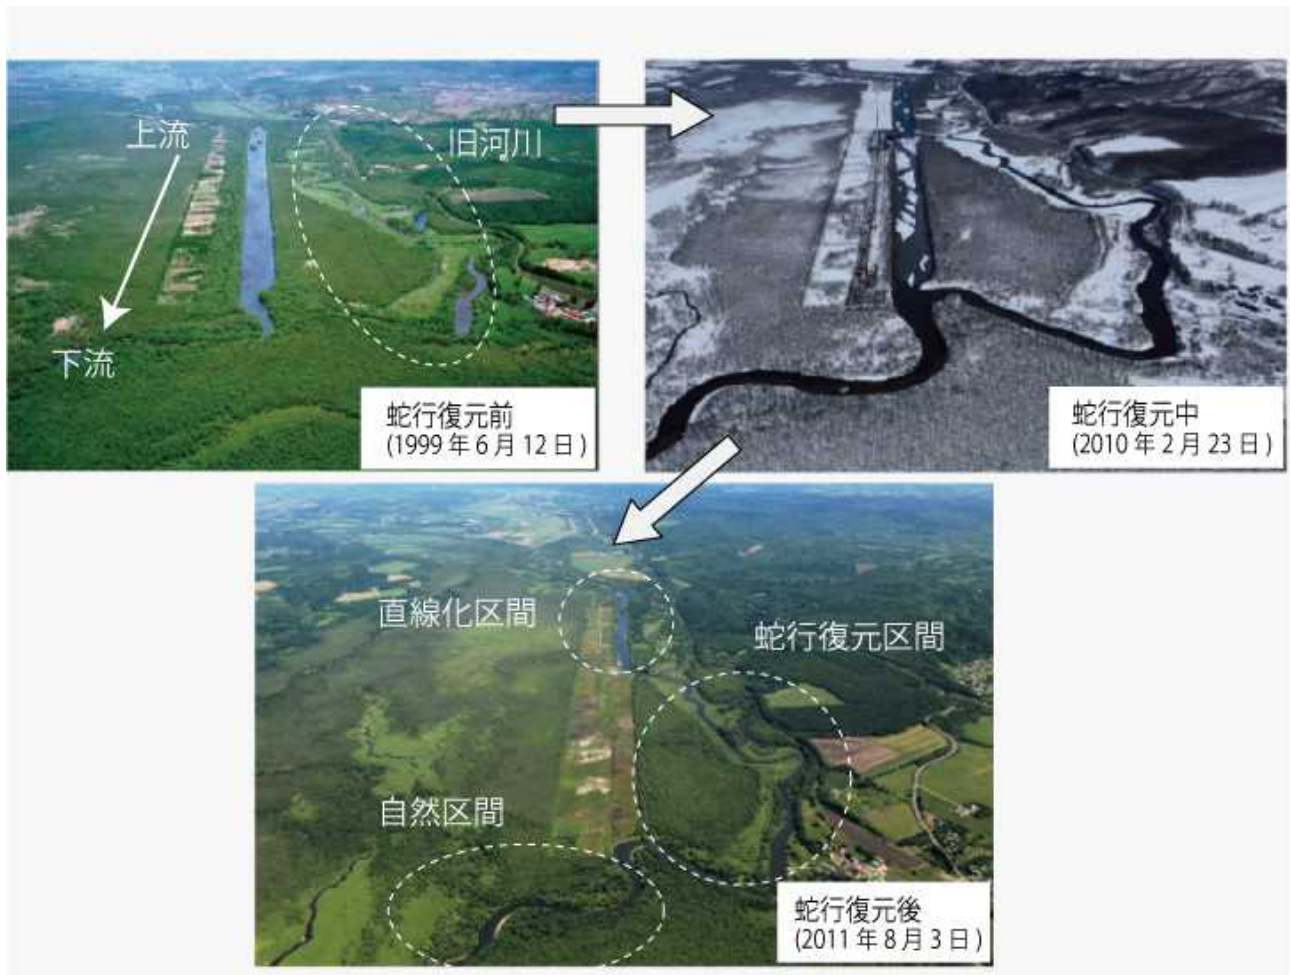 上流
旧河川
下流
蛇行復元前
(1999 年 6 月 12 日 )
蛇行復元中
(2010 年 2 月 23 日 )
直線化区間
蛇行復元区間
自然区間
蛇行復元後
(2011 年 8 月 3 日 )